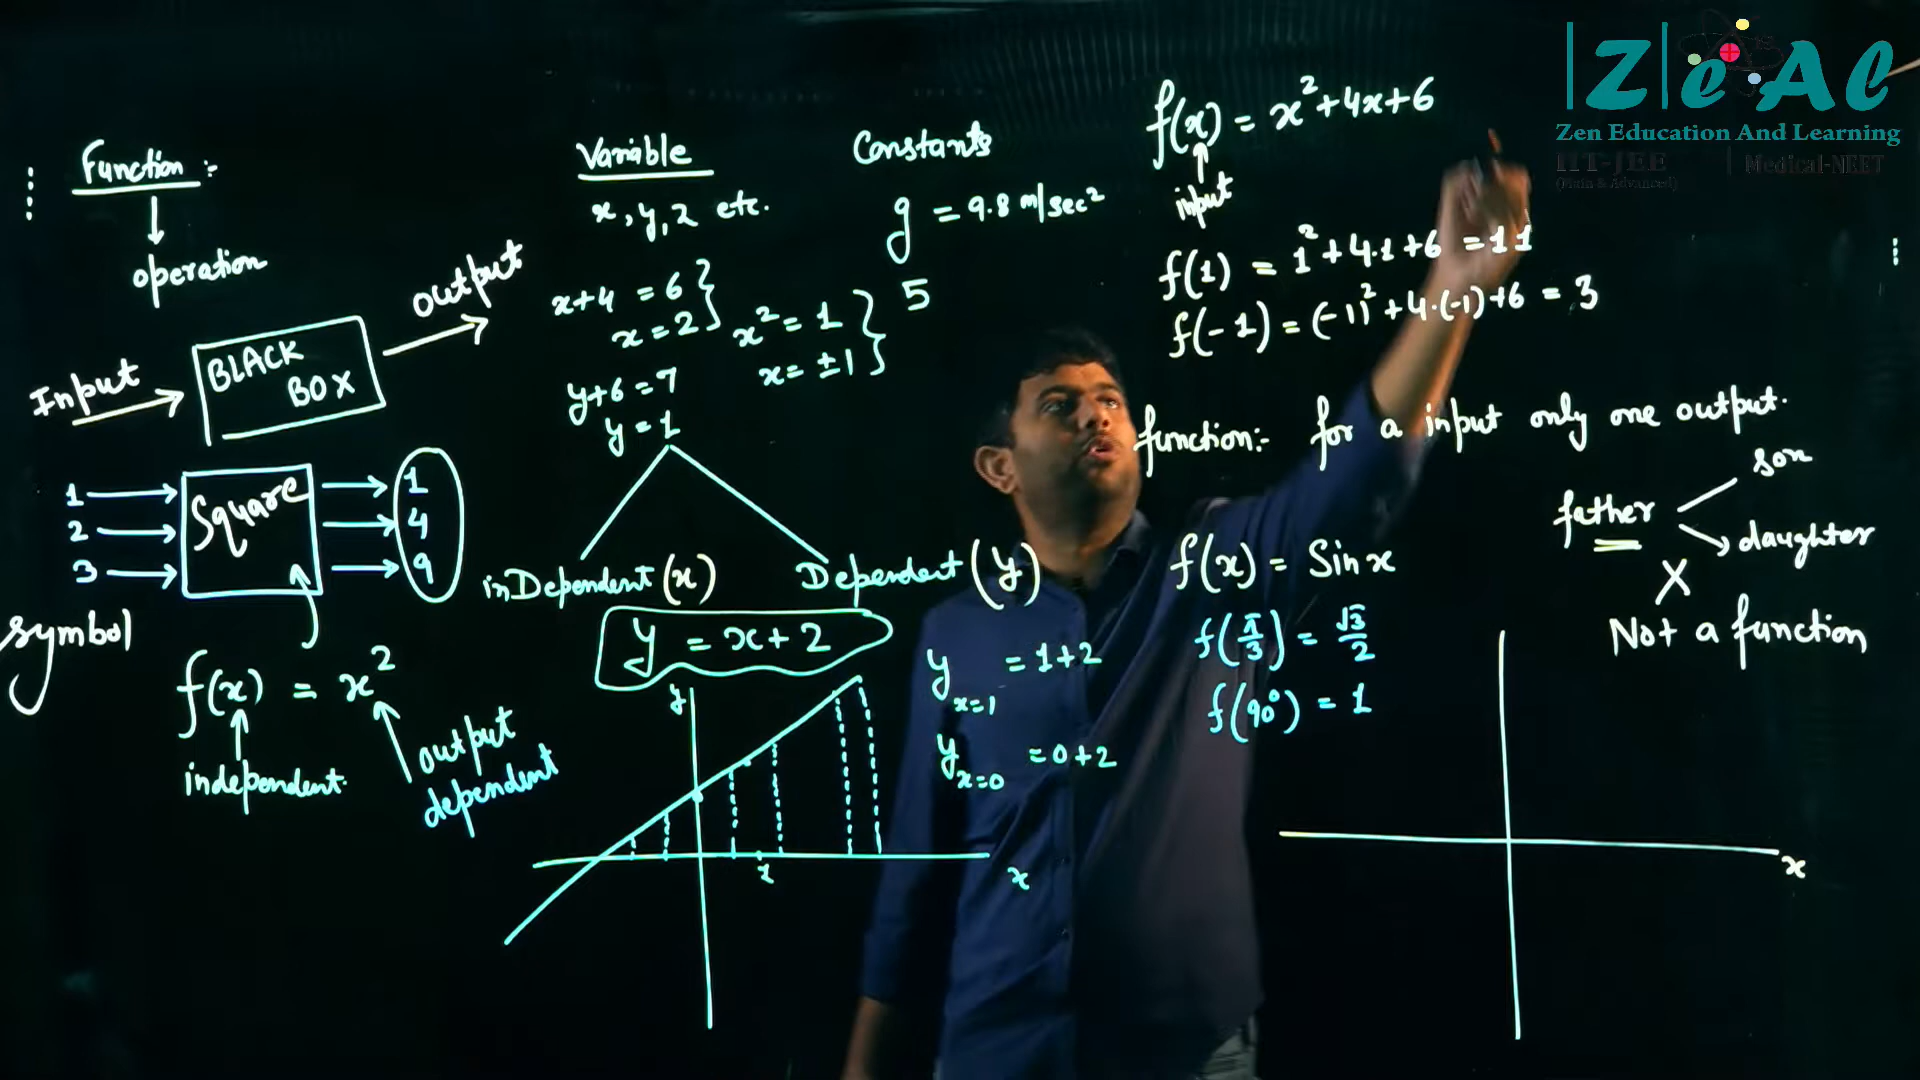 Function :-
operation
Input
BLACK
BOX
output
1
2
3
Square
1
4
9
symbol
f(x) = x²
independent.
output
dependent
Variable
x, y, z etc.
x+4 = 6
x = 2
x² = 1
x = ±1
y+6 = 7
y = 1
inDependent (x)
Dependent (y)
y = x+2
y
x
y x=1 = 1+2
y x=0 = 0+2
Constants
g = 9.8 m/sec²
5
f(x) = x²+4x+6
input
f(1) = 1²+4.1+6 = 11
f(-1) = (-1)²+4.(-1)+6 = 3
function:- for a input only one output.
father
son
daughter
X
Not a function
f(x) = Sin x
f(π/3) = √3/2
f(90°) = 1
x
|Z|eAl
Zen Education And Learning
IIT-JEE | Medical-NEET
(Main & Advanced)